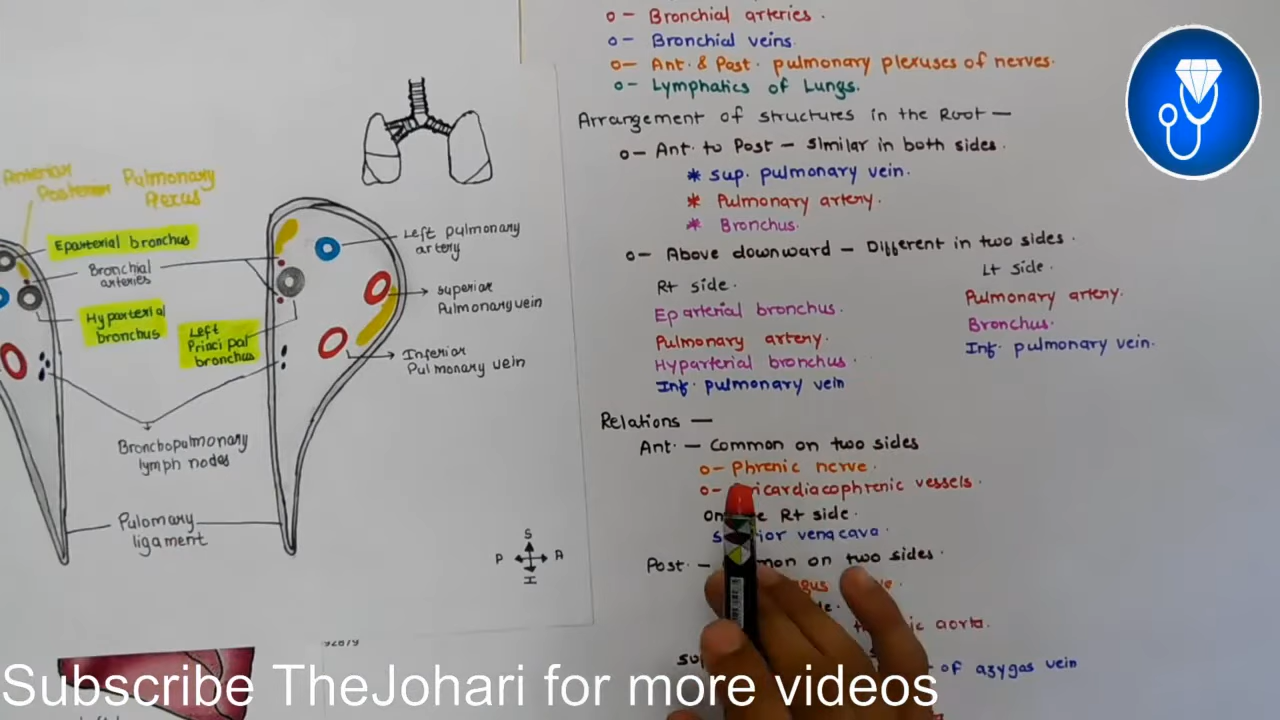 Anterior
Posterior Pulmonary
Plexus
Eparterial bronchus
Bronchial
arteries
Hyparterial
bronchus
Left
Principal
bronchus
Left pulmonary
artery
superior
Pulmonary vein
Inferior
Pulmonary vein
Bronchopulmonary
lymph nodes
Pulomary
ligament
S
P A
I
o- Bronchial arteries.
o- Bronchial veins.
o- Ant. & Post. pulmonary plexuses of nerves.
o- Lymphatics of Lungs.
Arrangement of structures in the Root —
o- Ant. to Post — Similar in both sides.
* Sup. pulmonary vein.
* Pulmonary artery.
* Bronchus.
o- Above downward — Different in two sides.
Rt side.
Eparterial bronchus.
Pulmonary artery.
Hyparterial bronchus.
Inf. pulmonary vein
Lt side.
Pulmonary artery.
Bronchus.
Inf. pulmonary vein.
Relations —
Ant. — Common on two sides
o- Phrenic nerve.
o- icardiacophrenic vessels.
Rt side.
vena cava.
Post. — on two sides.
aorta.
of azygas vein
Subscribe TheJohari for more videos